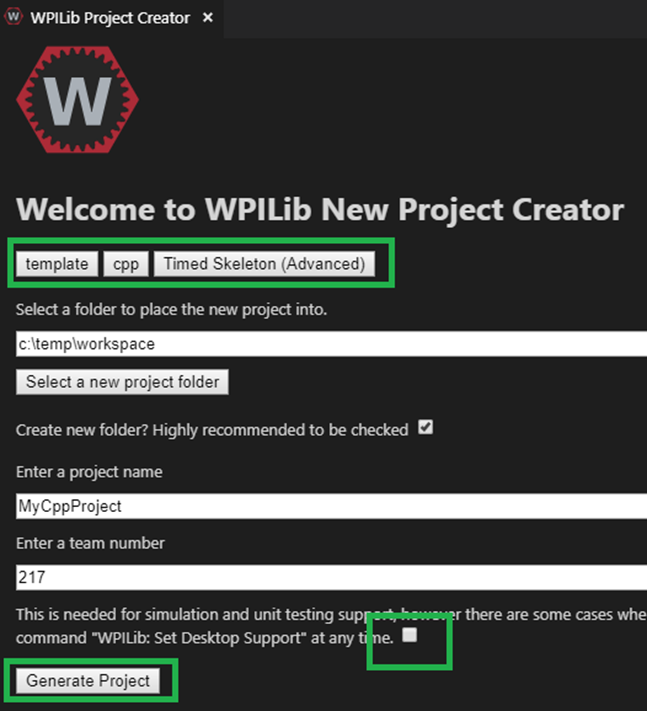 WPILib Project Creator
W
Welcome to WPILib New Project Creator
template cpp Timed Skeleton (Advanced)
Select a folder to place the new project into.
c:\temp\workspace
Select a new project folder
Create new folder? Highly recommended to be checked
Enter a project name
MyCppProject
Enter a team number
217
This is needed for simulation and unit testing support, however there are some cases whe
command "WPILib: Set Desktop Support" at any time.
Generate Project